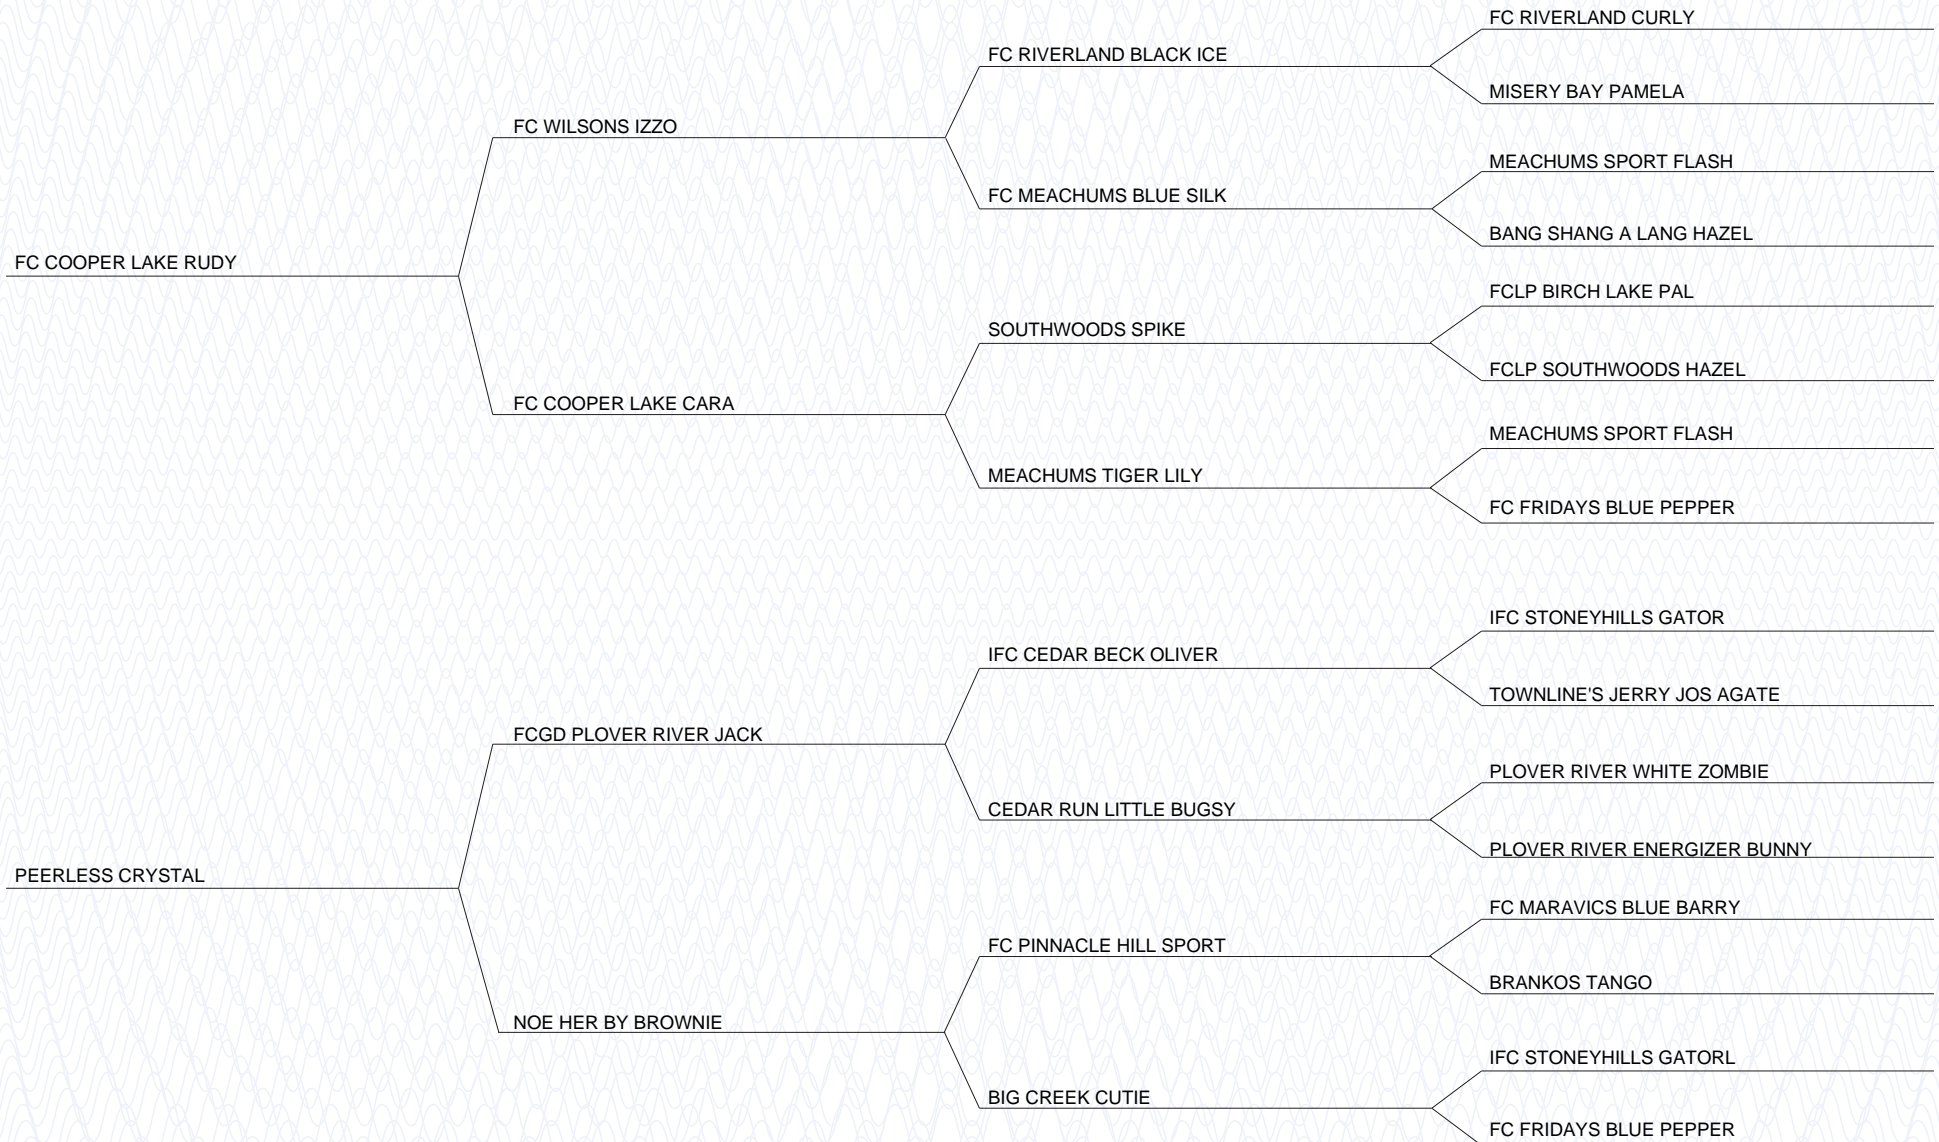 FC RIVERLAND CURLY
FC RIVERLAND BLACK ICE
MISERY BAY PAMELA
FC WILSONS IZZO
MEACHUMS SPORT FLASH
FC MEACHUMS BLUE SILK
BANG SHANG A LANG HAZEL
FC COOPER LAKE RUDY
FCLP BIRCH LAKE PAL
SOUTHWOODS SPIKE
FCLP SOUTHWOODS HAZEL
FC COOPER LAKE CARA
MEACHUMS SPORT FLASH
MEACHUMS TIGER LILY
FC FRIDAYS BLUE PEPPER
IFC STONEYHILLS GATOR
IFC CEDAR BECK OLIVER
TOWNLINE'S JERRY JOS AGATE
FCGD PLOVER RIVER JACK
PLOVER RIVER WHITE ZOMBIE
CEDAR RUN LITTLE BUGSY
PLOVER RIVER ENERGIZER BUNNY
PEERLESS CRYSTAL
FC MARAVICS BLUE BARRY
FC PINNACLE HILL SPORT
BRANKOS TANGO
NOE HER BY BROWNIE
IFC STONEYHILLS GATORL
BIG CREEK CUTIE
FC FRIDAYS BLUE PEPPER